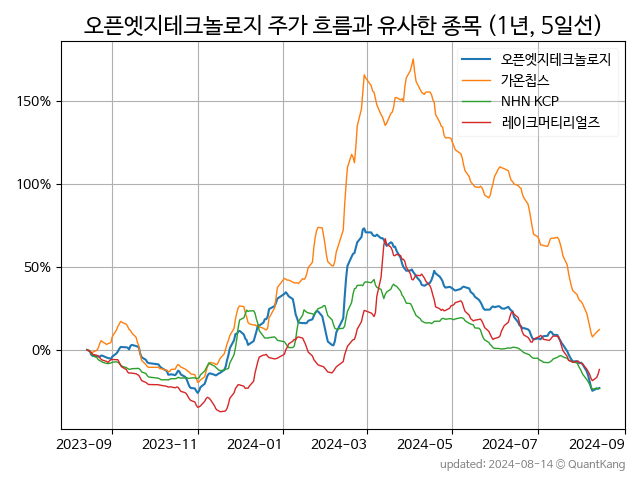 오픈엣지테크놀로지 주가 흐름과 유사한 종목 (1년, 5일선)
오픈엣지테크놀로지
가온칩스
NHN KCP
레이크머티리얼즈
150%
100%
50%
0%
2023-09 2023-11 2024-01 2024-03 2024-05 2024-07 2024-09
updated: 2024-08-14 © QuantKang